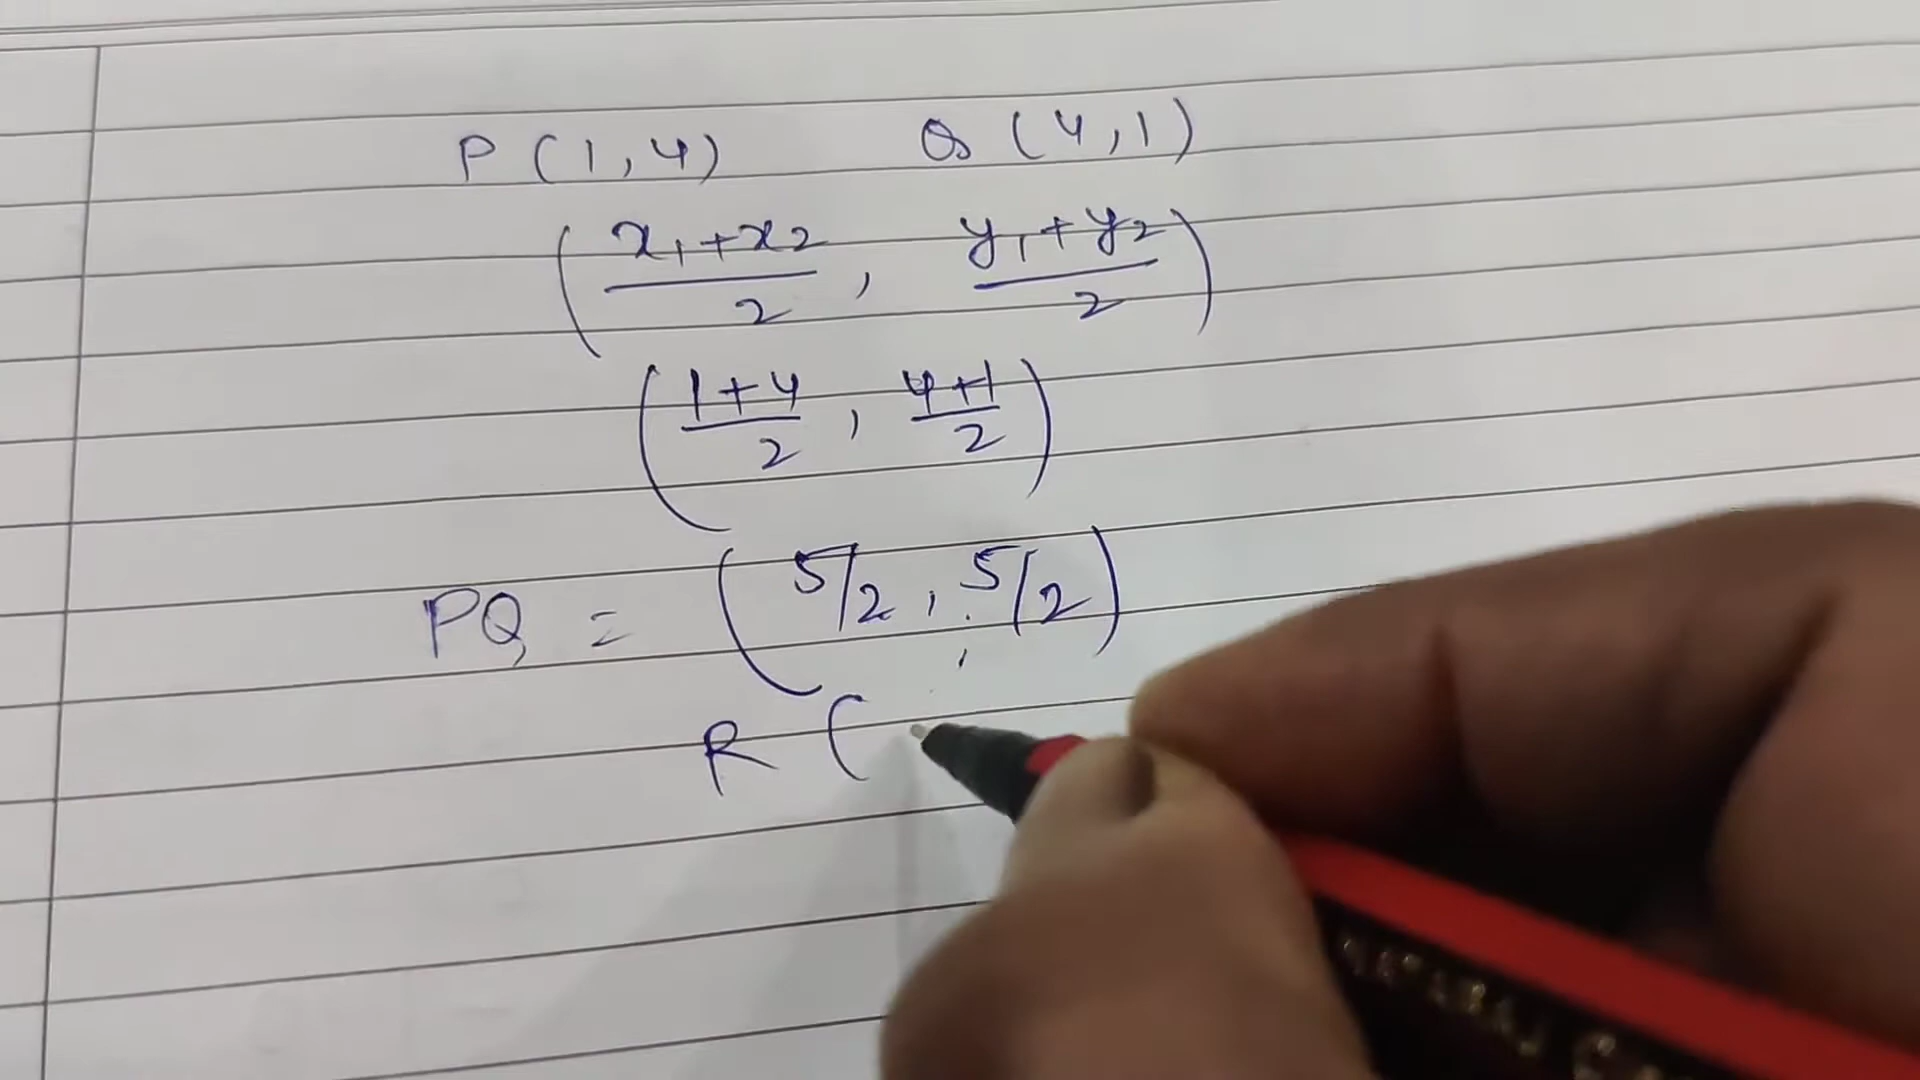 P (1,4) Q (4,1)
(x₁+x₂/2, y₁+y₂/2)
(1+4/2, 4+1/2)
PQ = (5/2, 5/2)
R (